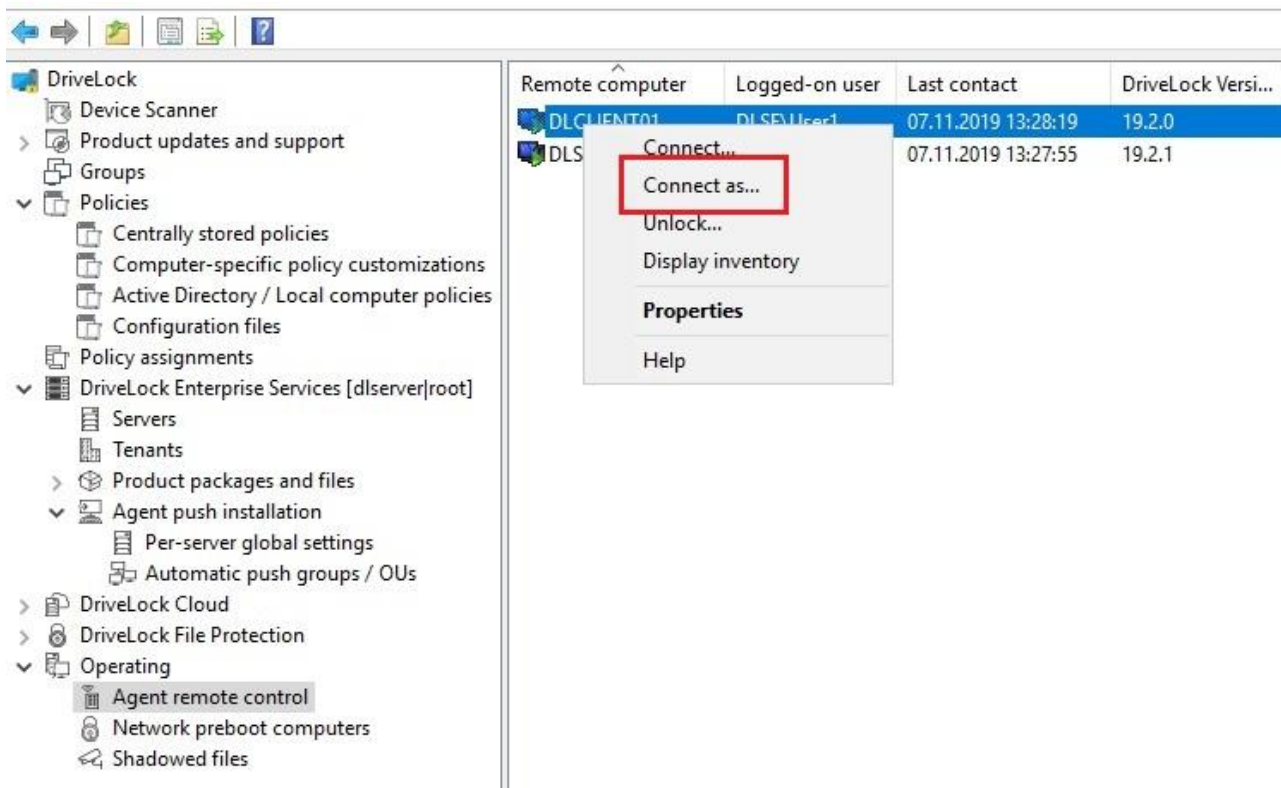 DriveLock
Device Scanner
Product updates and support
Groups
Policies
Centrally stored policies
Computer-specific policy customizations
Active Directory / Local computer policies
Configuration files
Policy assignments
DriveLock Enterprise Services [dlserver|root]
Servers
Tenants
Product packages and files
Agent push installation
Per-server global settings
Automatic push groups / OUs
DriveLock Cloud
DriveLock File Protection
Operating
Agent remote control
Network preboot computers
Shadowed files
Remote computer Logged-on user Last contact DriveLock Versi...
DLCLIENT01 DLSE\User1 07.11.2019 13:28:19 19.2.0
DLS 07.11.2019 13:27:55 19.2.1
Connect...
Connect as...
Unlock...
Display inventory
Properties
Help